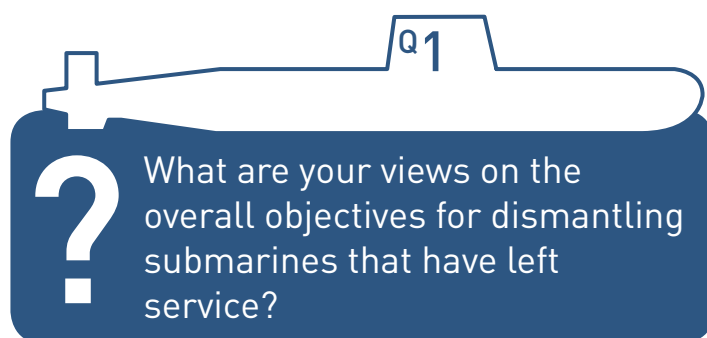 Q1
?
What are your views on the
overall objectives for dismantling
submarines that have left
service?